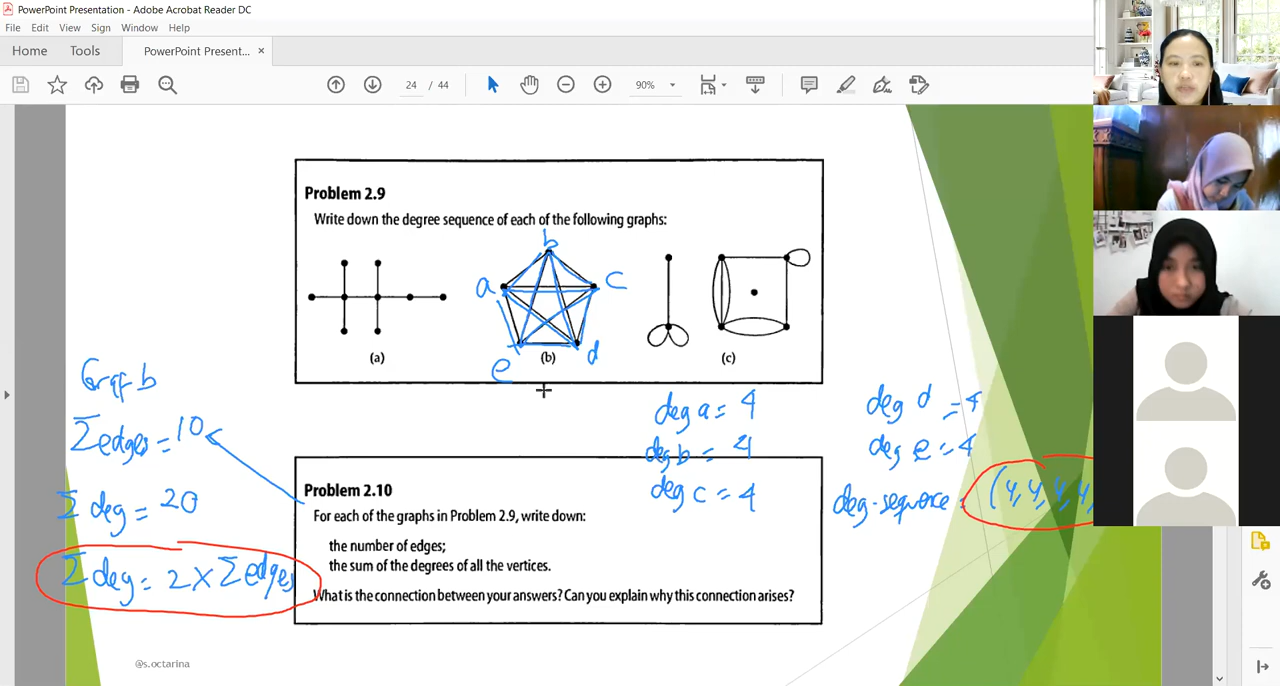 PowerPoint Presentation - Adobe Acrobat Reader DC
File Edit View Sign Window Help
Home Tools PowerPoint Present... ×
24 / 44 90%
Problem 2.9
Write down the degree sequence of each of the following graphs:
b
a
c
e
d
(a) (b) (c)
Graf b
Σ edges = 10
Σ deg = 20
Σ deg = 2 × Σ edges
deg a = 4
deg b = 4
deg c = 4
deg d = 4
deg e = 4
deg-sequence = (4, 4, 4, 4,
Problem 2.10
For each of the graphs in Problem 2.9, write down:
the number of edges;
the sum of the degrees of all the vertices.
What is the connection between your answers? Can you explain why this connection arises?
@s.octarina